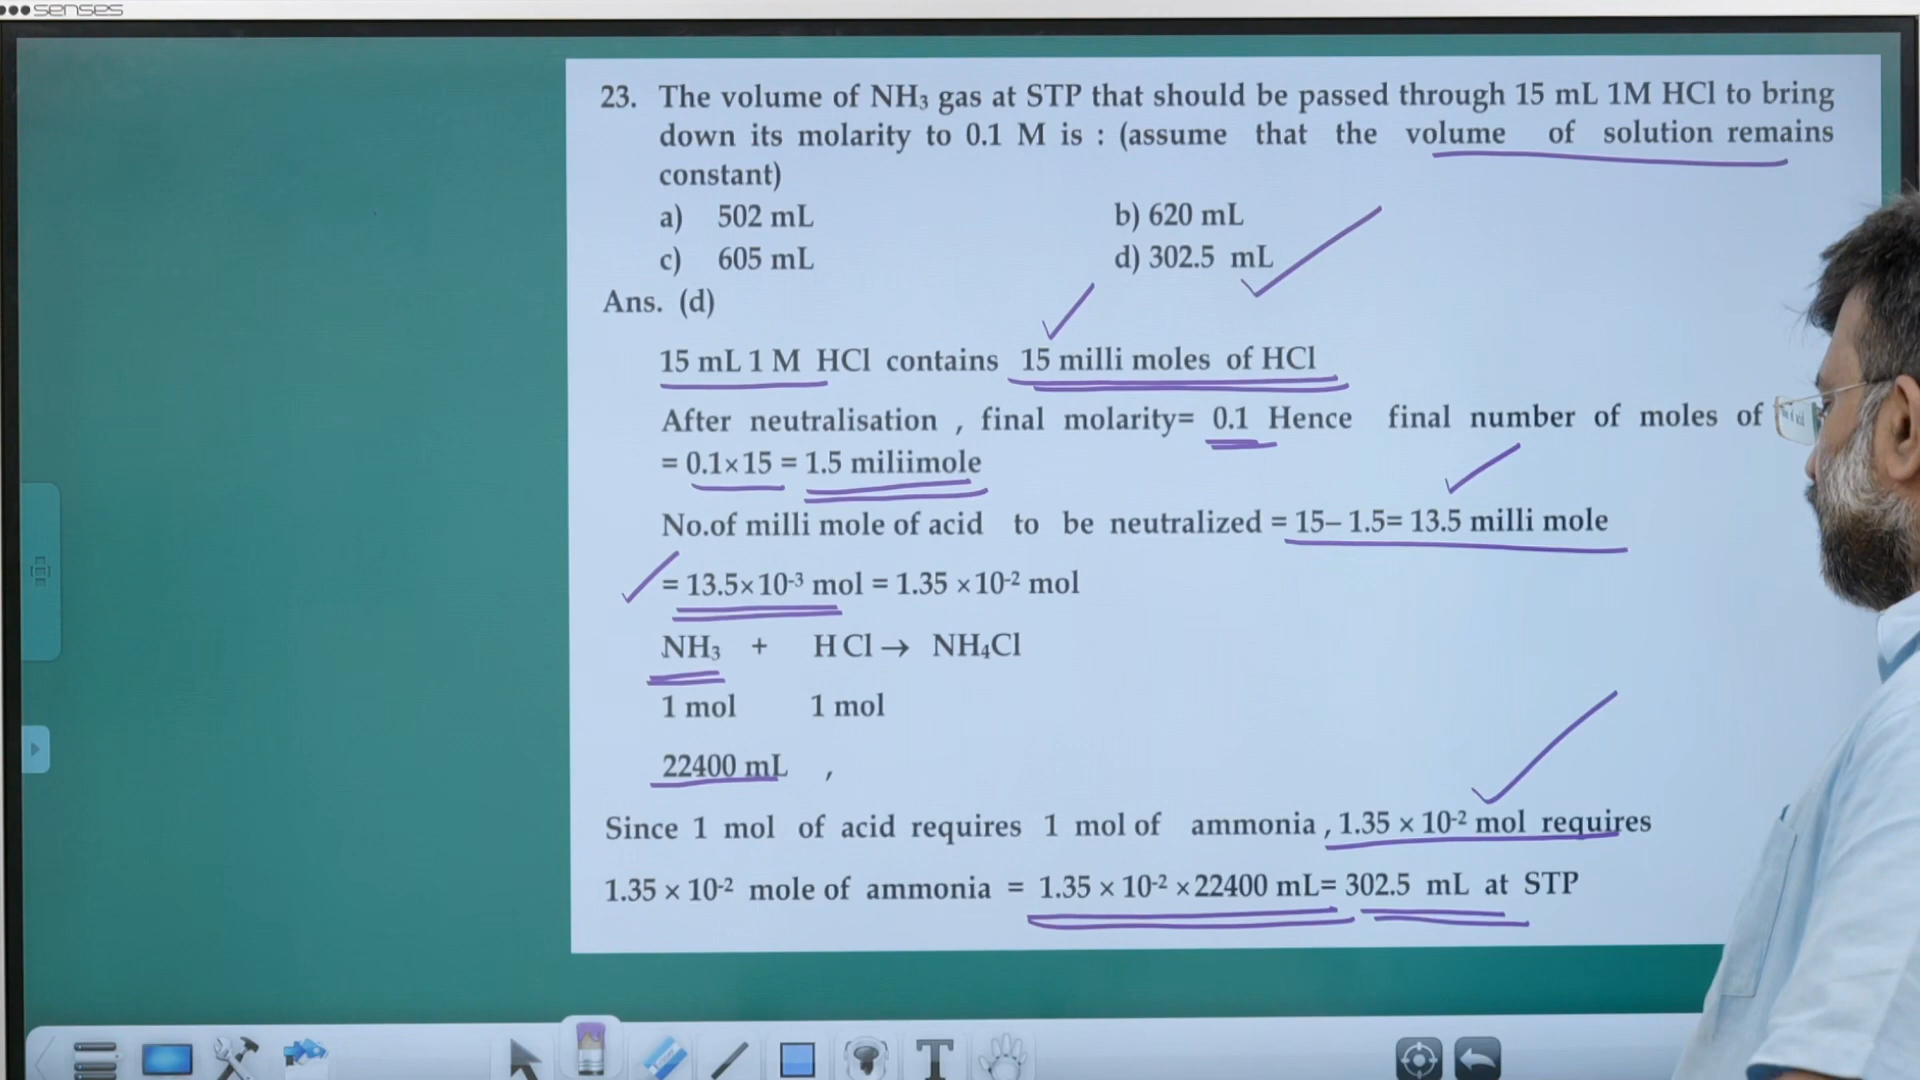 senses
23. The volume of NH₃ gas at STP that should be passed through 15 mL 1M HCl to bring
down its molarity to 0.1 M is : (assume that the volume of solution remains
constant)
a) 502 mL b) 620 mL
c) 605 mL d) 302.5 mL
Ans. (d)
15 mL 1 M HCl contains 15 milli moles of HCl
After neutralisation , final molarity= 0.1 Hence final number of moles of
= 0.1×15 = 1.5 miliimole
No.of milli mole of acid to be neutralized = 15– 1.5= 13.5 milli mole
= 13.5×10⁻³ mol = 1.35 ×10⁻² mol
NH₃ + H Cl→ NH₄Cl
1 mol 1 mol
22400 mL ,
Since 1 mol of acid requires 1 mol of ammonia , 1.35 × 10⁻² mol requires
1.35 × 10⁻² mole of ammonia = 1.35 × 10⁻² ×22400 mL= 302.5 mL at STP
T